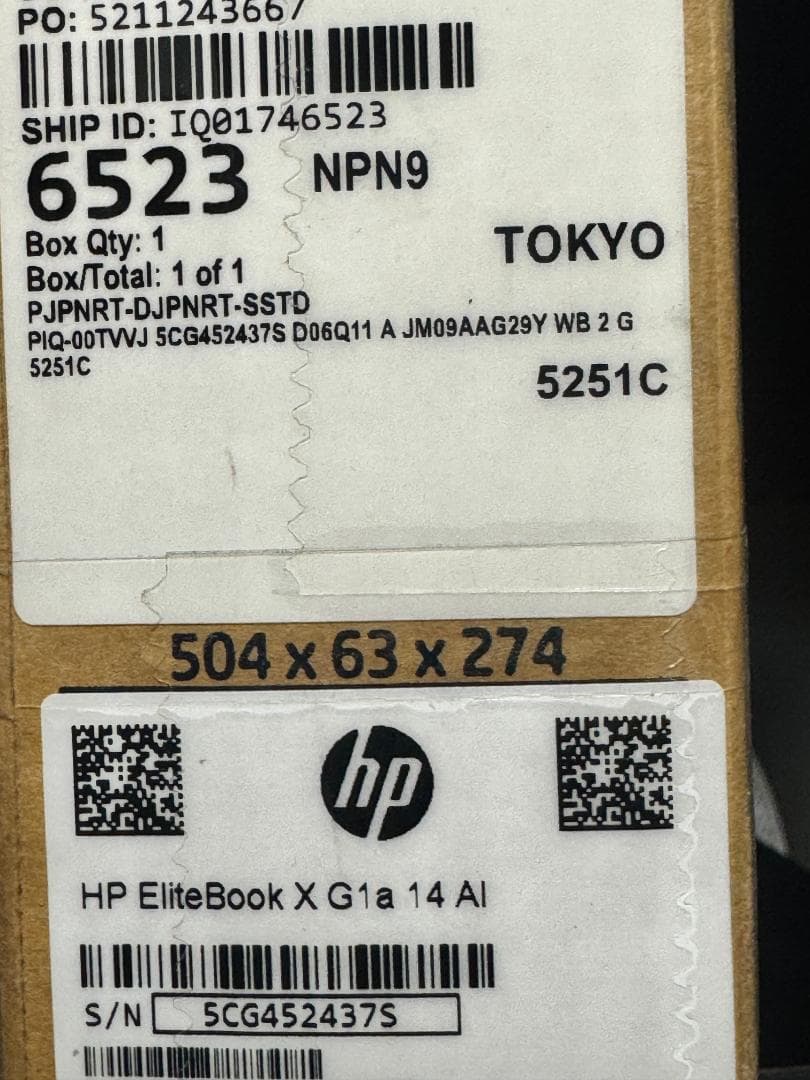 PO: 5211243667
SHIP ID: IQ01746523
6523 NPN9
Box Qty: 1
TOKYO
Box/Total: 1 of 1
PJPNRT-DJPNRT-SSTD
PIQ-00TVVJ 5CG452437S D06Q11 A JM09AAG29Y WB 2 G
5251C
5251C
504 x 63 x 274
hp
HP EliteBook X G1a 14 AI
S/N 5CG452437S